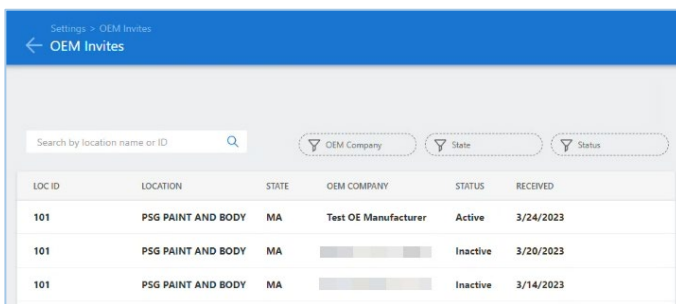 Settings > OEM Invites
OEM Invites
Search by location name or ID
OEM Company
State
Status
LOC ID LOCATION STATE OEM COMPANY STATUS RECEIVED
101 PSG PAINT AND BODY MA Test OE Manufacturer Active 3/24/2023
101 PSG PAINT AND BODY MA Inactive 3/20/2023
101 PSG PAINT AND BODY MA Inactive 3/14/2023